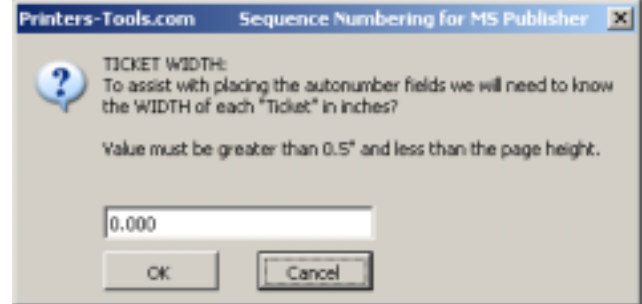 Printers-Tools.com Sequence Numbering for MS Publisher
TICKET WIDTH:
To assist with placing the autonumber fields we will need to know
the WIDTH of each "Ticket" in inches?
Value must be greater than 0.5" and less than the page height.
0.000
OK Cancel